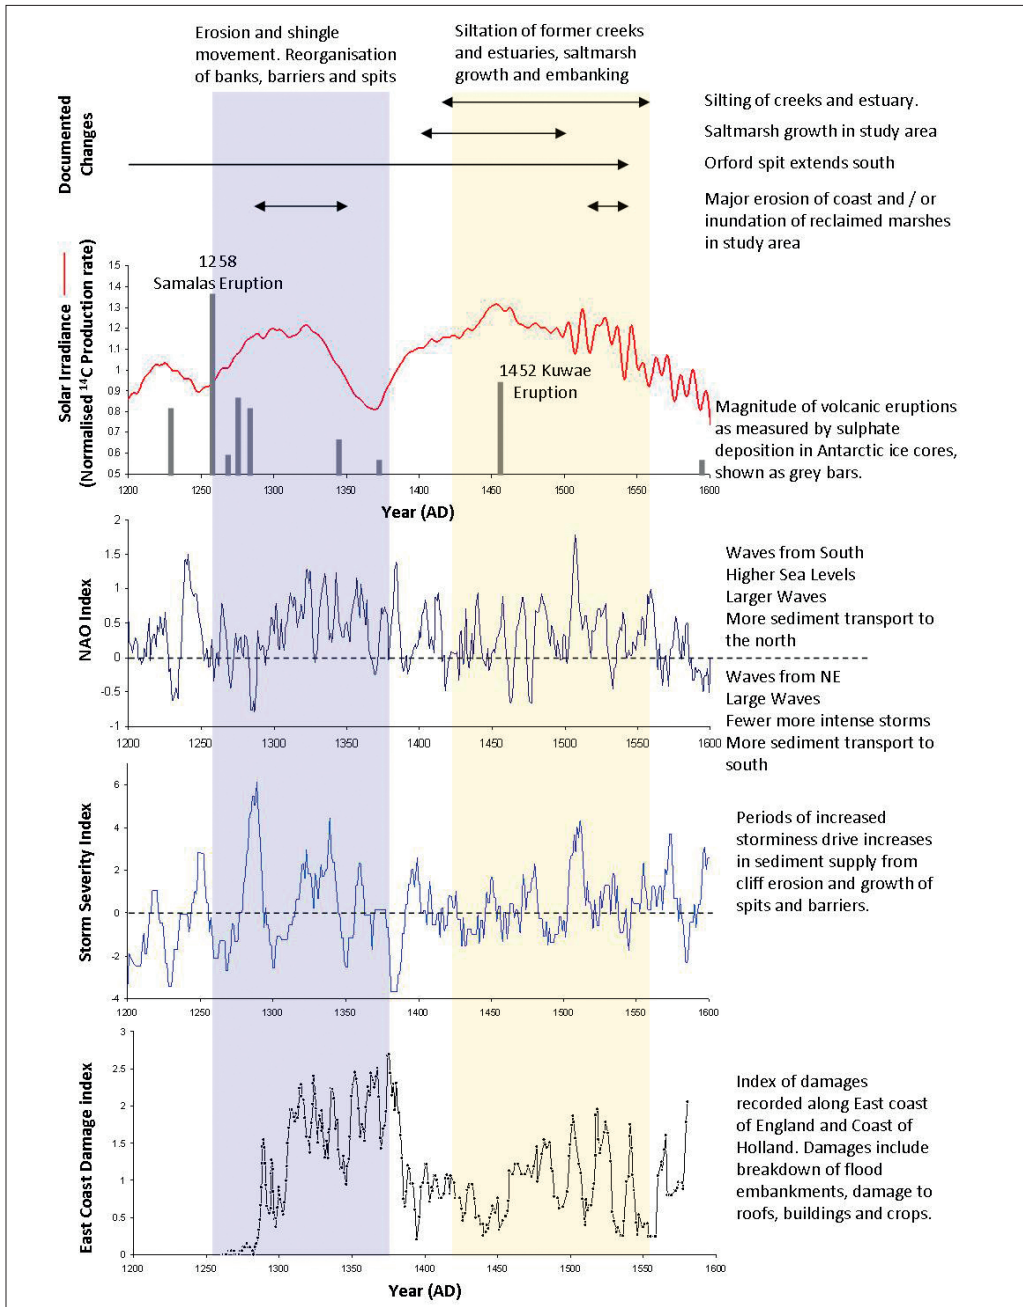 Erosion and shingle
movement. Reorganisation
of banks, barriers and spits
Siltation of former creeks
and estuaries, saltmarsh
growth and embanking
Documented
Changes
Silting of creeks and estuary.
Saltmarsh growth in study area
Orford spit extends south
Major erosion of coast and / or
inundation of reclaimed marshes
in study area
Solar Irradiance
(Normalised ¹⁴C Production rate)
1.5
1.4
1.3
1.2
1.1
1
0.9
0.8
0.7
0.6
0.5
1258
Samalas Eruption
1452 Kuwae
Eruption
Magnitude of volcanic eruptions
as measured by sulphate
deposition in Antarctic ice cores,
shown as grey bars.
1200 1250 1300 1350 1400 1450 1500 1550 1600
Year (AD)
NAO Index
2
1.5
1
0.5
0
-0.5
-1
1200 1250 1300 1350 1400 1450 1500 1550 1600
Waves from South
Higher Sea Levels
Larger Waves
More sediment transport to
the north
Waves from NE
Large Waves
Fewer more intense storms
More sediment transport to
south
Storm Severity Index
6
4
2
0
-2
-4
1200 1250 1300 1350 1400 1450 1500 1550 1600
Periods of increased
storminess drive increases
in sediment supply from
cliff erosion and growth of
spits and barriers.
East Coast Damage index
3
2.5
2
1.5
1
0.5
0
1200 1250 1300 1350 1400 1450 1500 1550 1600
Year (AD)
Index of damages
recorded along East coast
of England and Coast of
Holland. Damages include
breakdown of flood
embankments, damage to
roofs, buildings and crops.